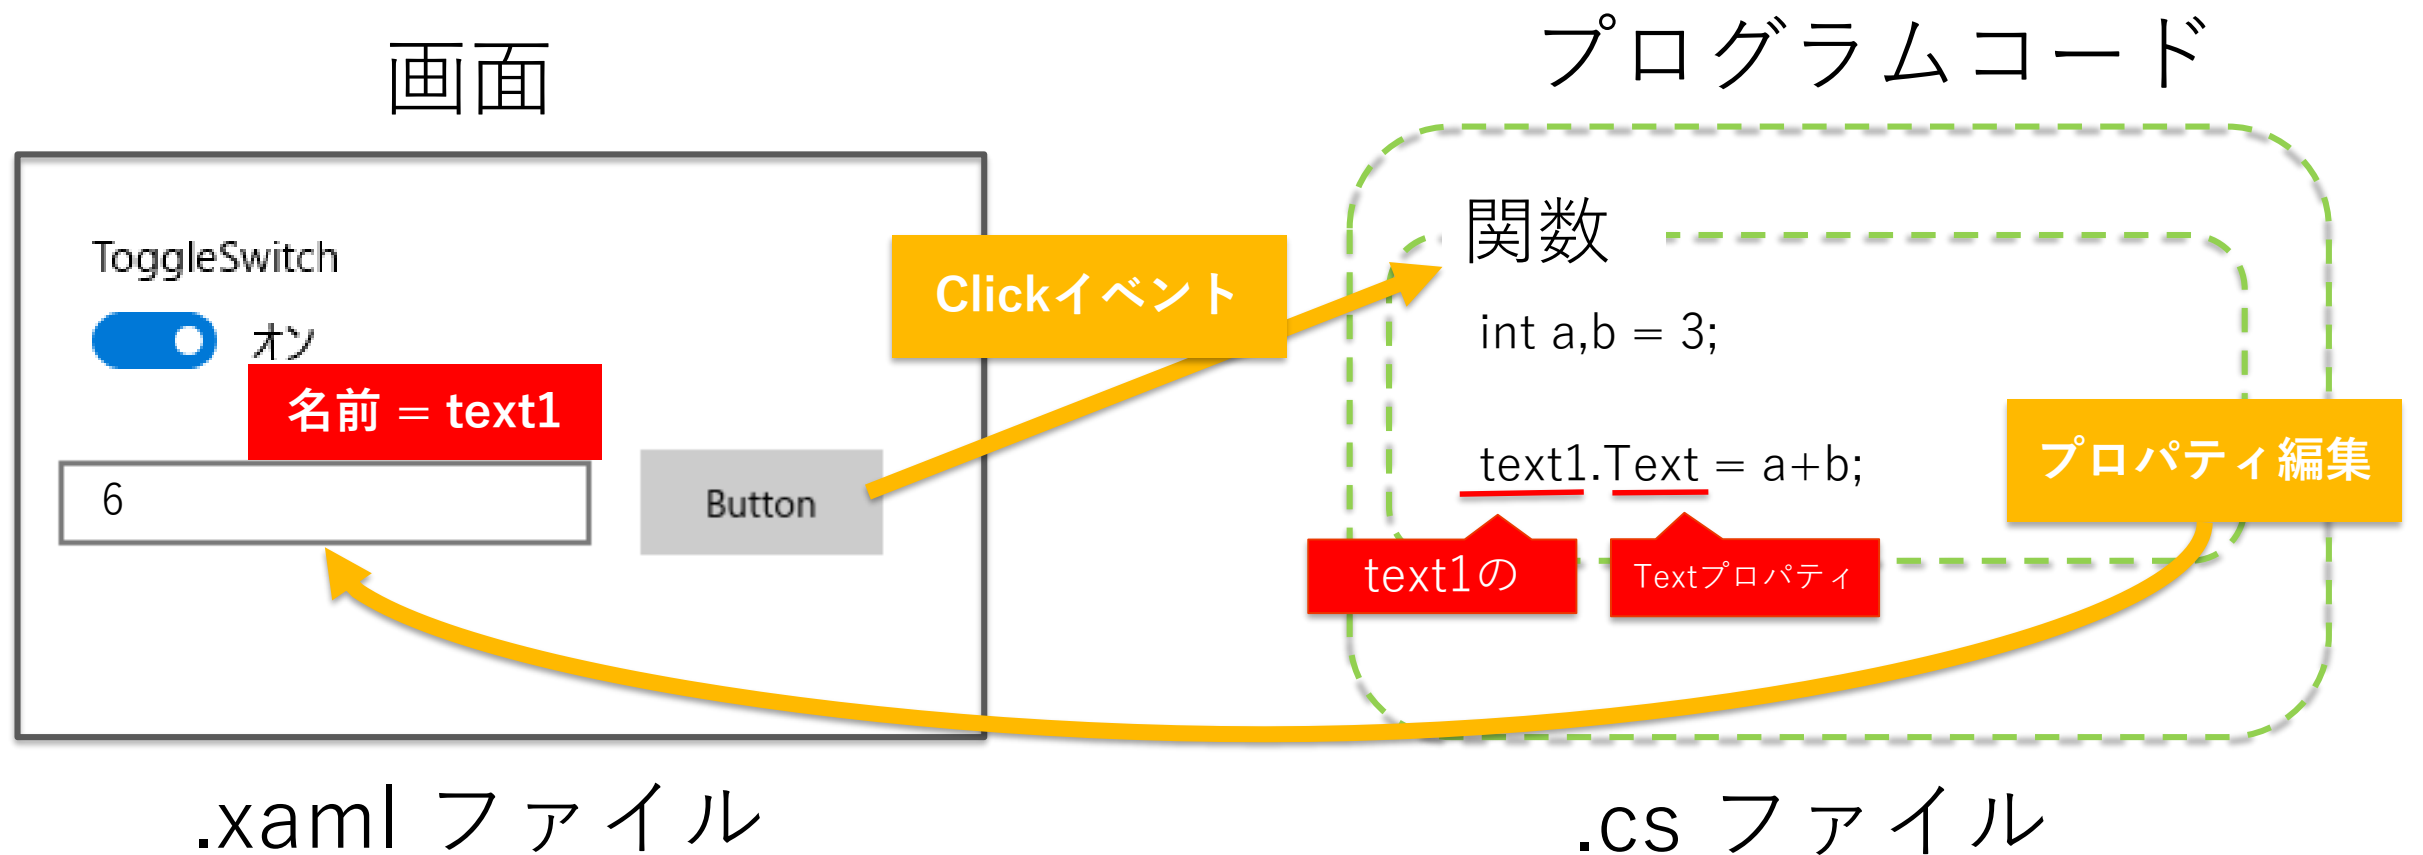 画面
プログラムコード
ToggleSwitch
オン
名前 = text1
6
Button
Clickイベント
関数
int a,b = 3;
text1.Text = a+b;
プロパティ編集
text1の
Textプロパティ
.xaml ファイル
.cs ファイル